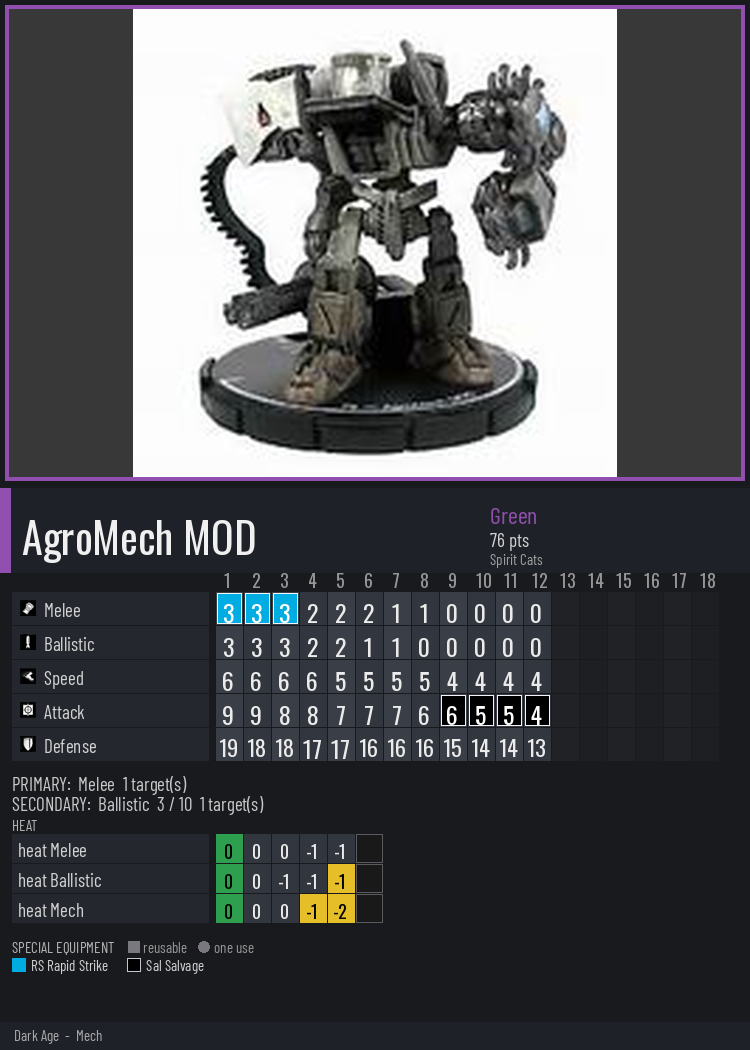 AgroMech MOD
Green
76 pts
Spirit Cats
1 2 3 4 5 6 7 8 9 10 11 12 13 14 15 16 17 18
Melee 3 3 3 2 2 2 1 1 0 0 0 0
Ballistic 3 3 3 2 2 1 1 0 0 0 0 0
Speed 6 6 6 6 5 5 5 5 4 4 4 4
Attack 9 9 8 8 7 7 7 6 6 5 5 4
Defense 19 18 18 17 17 16 16 16 15 14 14 13
PRIMARY: Melee 1 target(s)
SECONDARY: Ballistic 3 / 10 1 target(s)
HEAT
heat Melee 0 0 0 -1 -1
heat Ballistic 0 0 -1 -1 -1
heat Mech 0 0 0 -1 -2
SPECIAL EQUIPMENT reusable one use
RS Rapid Strike Sal Salvage
Dark Age - Mech